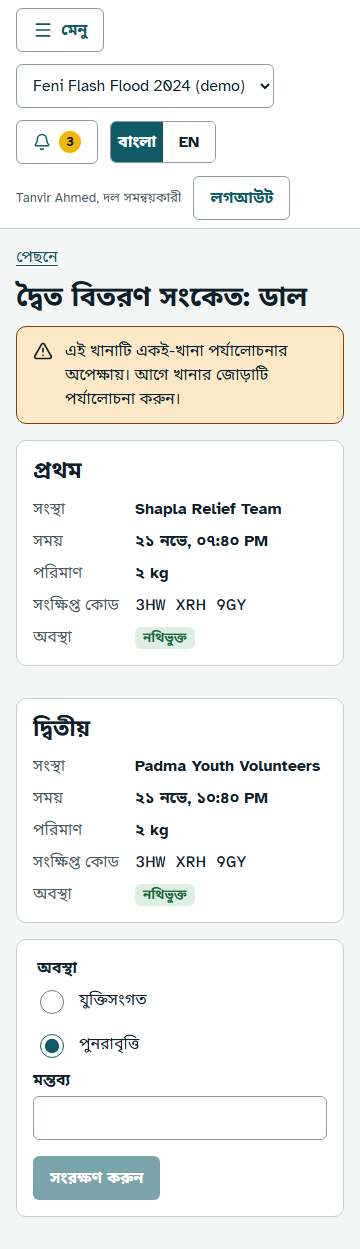 মেনু
Feni Flash Flood 2024 (demo)
3
বাংলা EN
Tanvir Ahmed, দল সমন্বয়কারী লগআউট
পেছনে
দ্বৈত বিতরণ সংকেত: ডাল
এই খানাটি একই-খানা পর্যালোচনার
অপেক্ষায়। আগে খানার জোড়াটি
পর্যালোচনা করুন।
প্রথম
সংস্থা Shapla Relief Team
সময় ২১ নভে, ০৭:৪০ PM
পরিমাণ ২ kg
সংক্ষিপ্ত কোড 3HW XRH 9GY
অবস্থা নথিভুক্ত
দ্বিতীয়
সংস্থা Padma Youth Volunteers
সময় ২১ নভে, ১০:৪০ PM
পরিমাণ ২ kg
সংক্ষিপ্ত কোড 3HW XRH 9GY
অবস্থা নথিভুক্ত
অবস্থা
যুক্তিসংগত
পুনরাবৃত্তি
মন্তব্য
সংরক্ষণ করুন